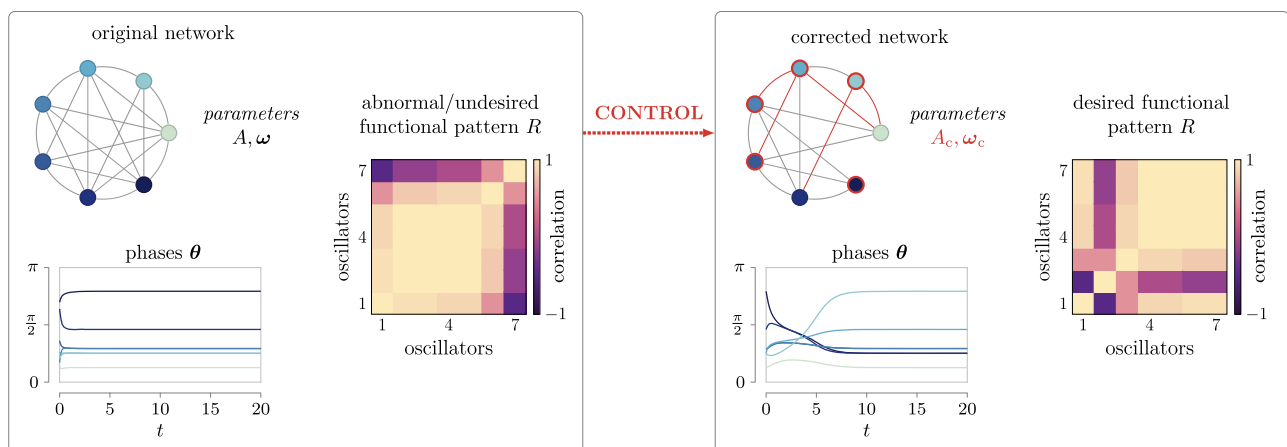 original network
parameters
A, ω
abnormal/undesired
functional pattern R
7
4
1
oscillators
1 4 7
oscillators
1
−1
correlation
phases θ
π
π/2
0
0 5 10 15 20
t
CONTROL
corrected network
parameters
A_c, ω_c
desired functional
pattern R
7
4
1
oscillators
1 4 7
oscillators
1
−1
correlation
phases θ
π
π/2
0
0 5 10 15 20
t